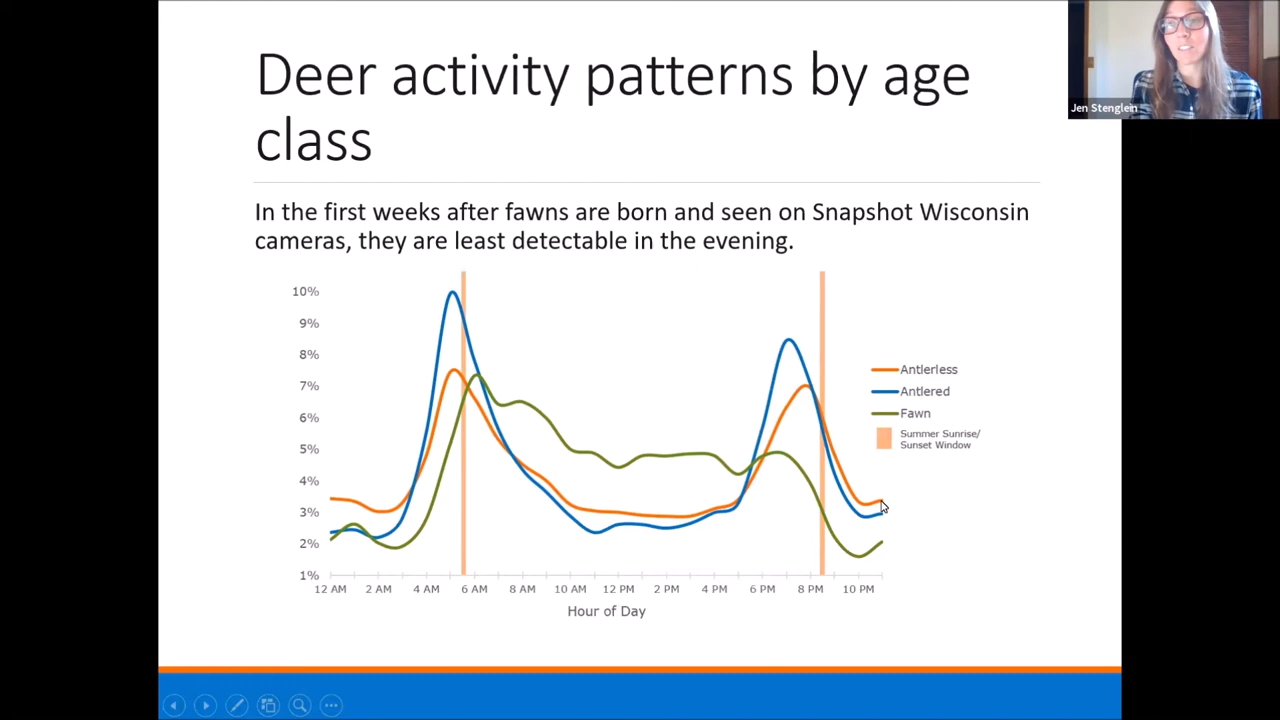 Deer activity patterns by age
class
Jen Stenglein
In the first weeks after fawns are born and seen on Snapshot Wisconsin
cameras, they are least detectable in the evening.
10%
9%
8%
7%
6%
5%
4%
3%
2%
1%
12 AM 2 AM 4 AM 6 AM 8 AM 10 AM 12 PM 2 PM 4 PM 6 PM 8 PM 10 PM
Hour of Day
Antlerless
Antlered
Fawn
Summer Sunrise/
Sunset Window